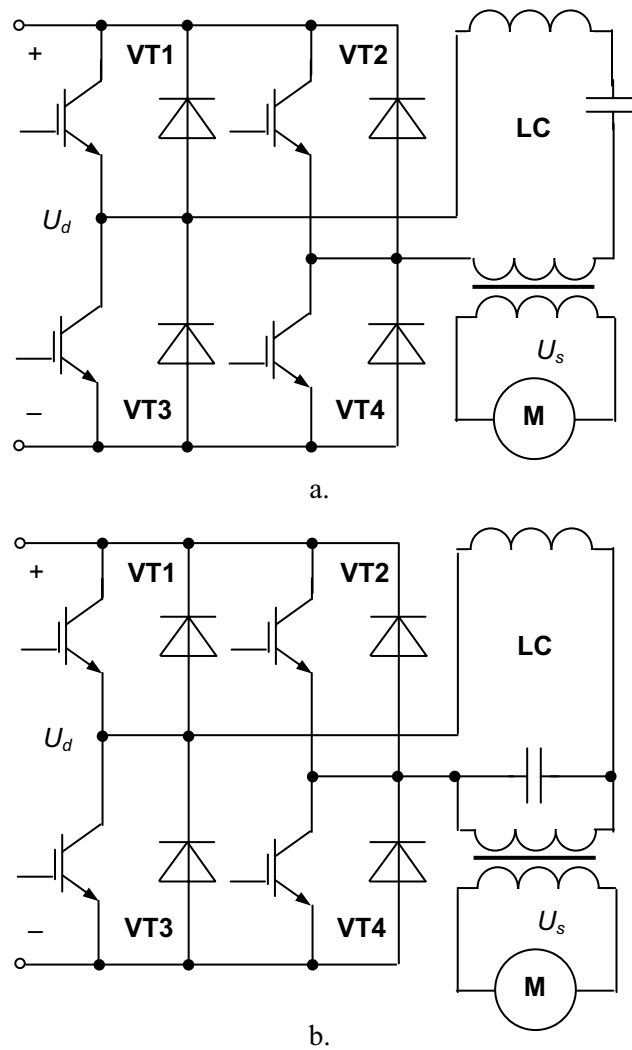 + VT1 VT2
LC
U_d
U_s
– VT3 VT4 M
a.
+ VT1 VT2
LC
U_d
U_s
– VT3 VT4 M
b.